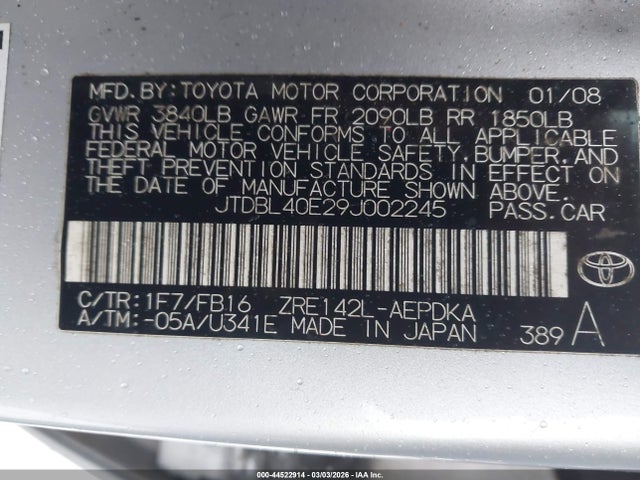 MFD.BY:TOYOTA MOTOR CORPORATION 01/08
GVWR 3840LB GAWR FR 2090LB RR 1850LB
THIS VEHICLE CONFORMS TO ALL APPLICABLE
FEDERAL MOTOR VEHICLE SAFETY,BUMPER,AND
THEFT PREVENTION STANDARDS IN EFFECT ON
THE DATE OF MANUFACTURE SHOWN ABOVE.
JTDBL40E29J002245 PASS.CAR
C/TR:1F7/FB16 ZRE142L-AEPDKA
A/TM:-05A/U341E MADE IN JAPAN 389 A
000-44522914 - 03/03/2026 - IAA Inc.